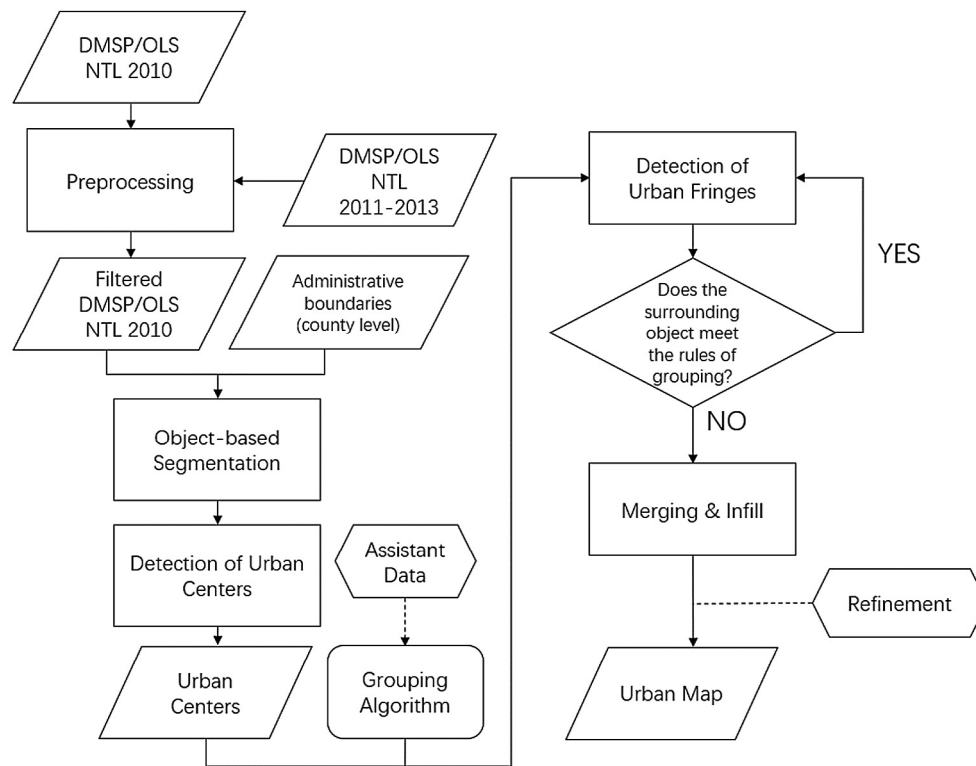 DMSP/OLS
NTL 2010
Preprocessing
DMSP/OLS
NTL
2011-2013
Filtered
DMSP/OLS
NTL 2010
Administrative
boundaries
(county level)
Object-based
Segmentation
Detection of Urban
Centers
Assistant
Data
Urban
Centers
Grouping
Algorithm
Detection of
Urban Fringes
YES
Does the
surrounding
object meet
the rules of
grouping?
NO
Merging & Infill
Refinement
Urban Map